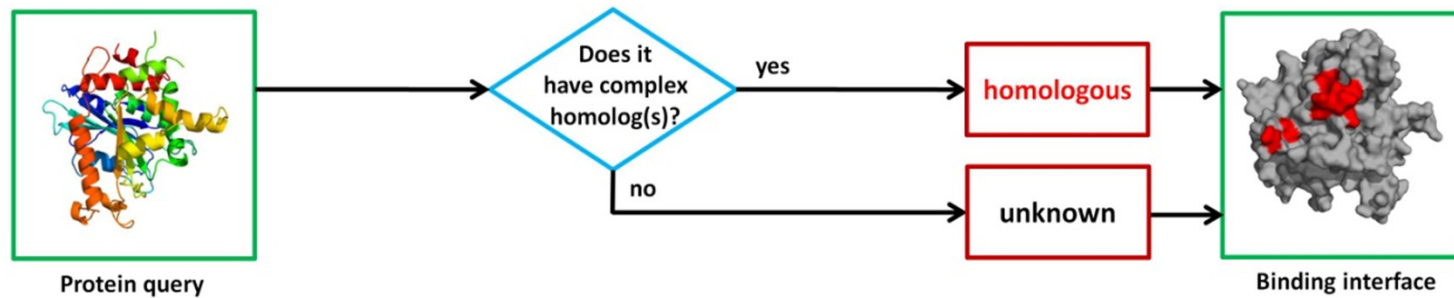 Does it
have complex
homolog(s)?
yes
no
homologous
unknown
Protein query
Binding interface